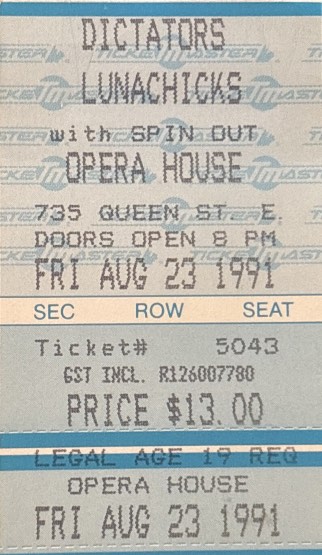 DICTATORS
LUNACHICKS
with SPIN OUT
OPERA HOUSE
735 QUEEN ST. E.
DOORS OPEN 8 PM
FRI AUG 23 1991
SEC ROW SEAT
Ticket# 5043
GST INCL. R126007780
PRICE $13.00
LEGAL AGE 19 REQ
OPERA HOUSE
FRI AUG 23 1991